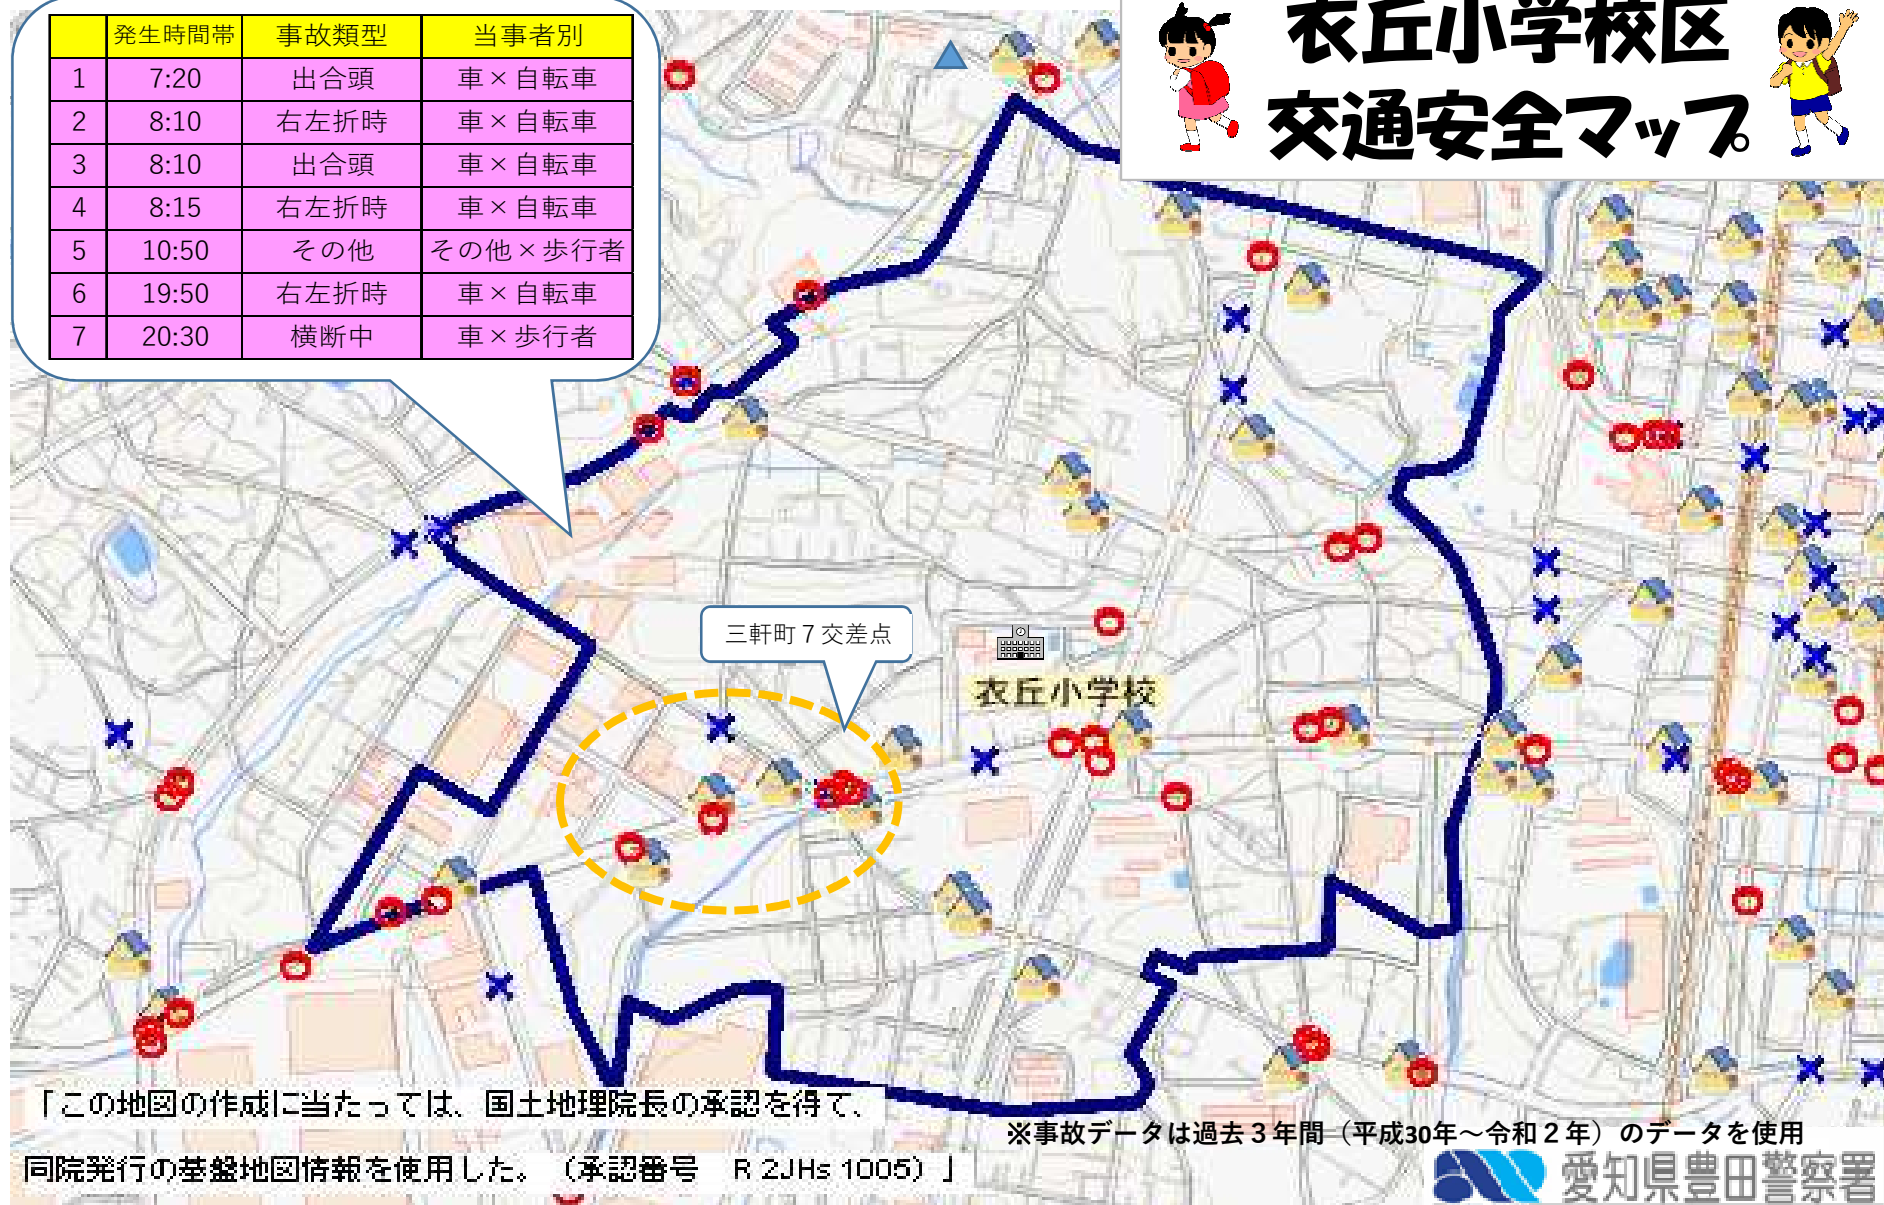 衣丘小学校区
交通安全マップ
発生時間帯 事故類型 当事者別
1 7:20 出合頭 車×自転車
2 8:10 右左折時 車×自転車
3 8:10 出合頭 車×自転車
4 8:15 右左折時 車×自転車
5 10:50 その他 その他×歩行者
6 19:50 右左折時 車×自転車
7 20:30 横断中 車×歩行者
三軒町７交差点
衣丘小学校
「この地図の作成に当たっては、国土地理院長の承認を得て、
同院発行の基盤地図情報を使用した。（承認番号　R 2JHs 1005）」
※事故データは過去３年間（平成30年～令和２年）のデータを使用
愛知県豊田警察署